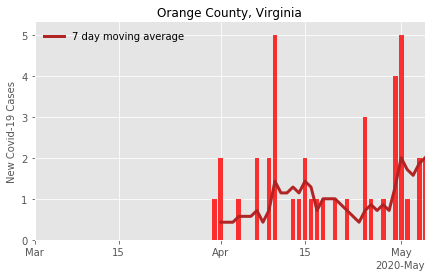 Orange County, Virginia
7 day moving average
New Covid-19 Cases
5
4
3
2
1
0
Mar 15 Apr 15 May
2020-May